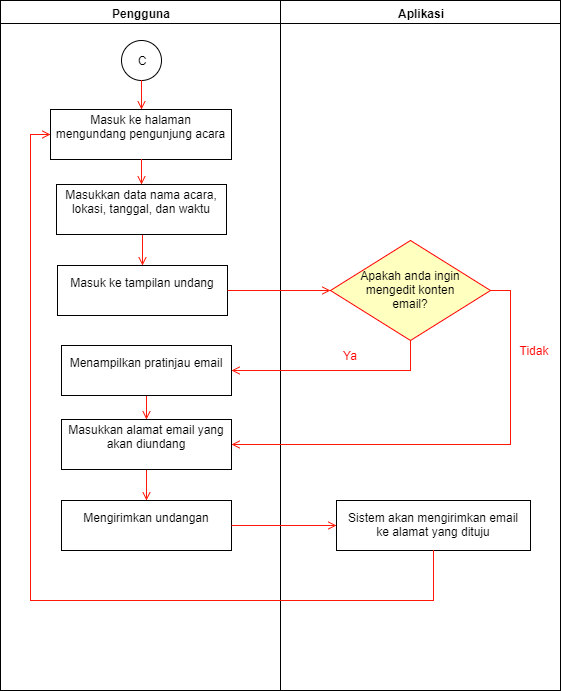 Pengguna
Aplikasi
C
Masuk ke halaman
mengundang pengunjung acara
Masukkan data nama acara,
lokasi, tanggal, dan waktu
Masuk ke tampilan undang
Apakah anda ingin
mengedit konten
email?
Tidak
Ya
Menampilkan pratinjau email
Masukkan alamat email yang
akan diundang
Mengirimkan undangan
Sistem akan mengirimkan email
ke alamat yang dituju